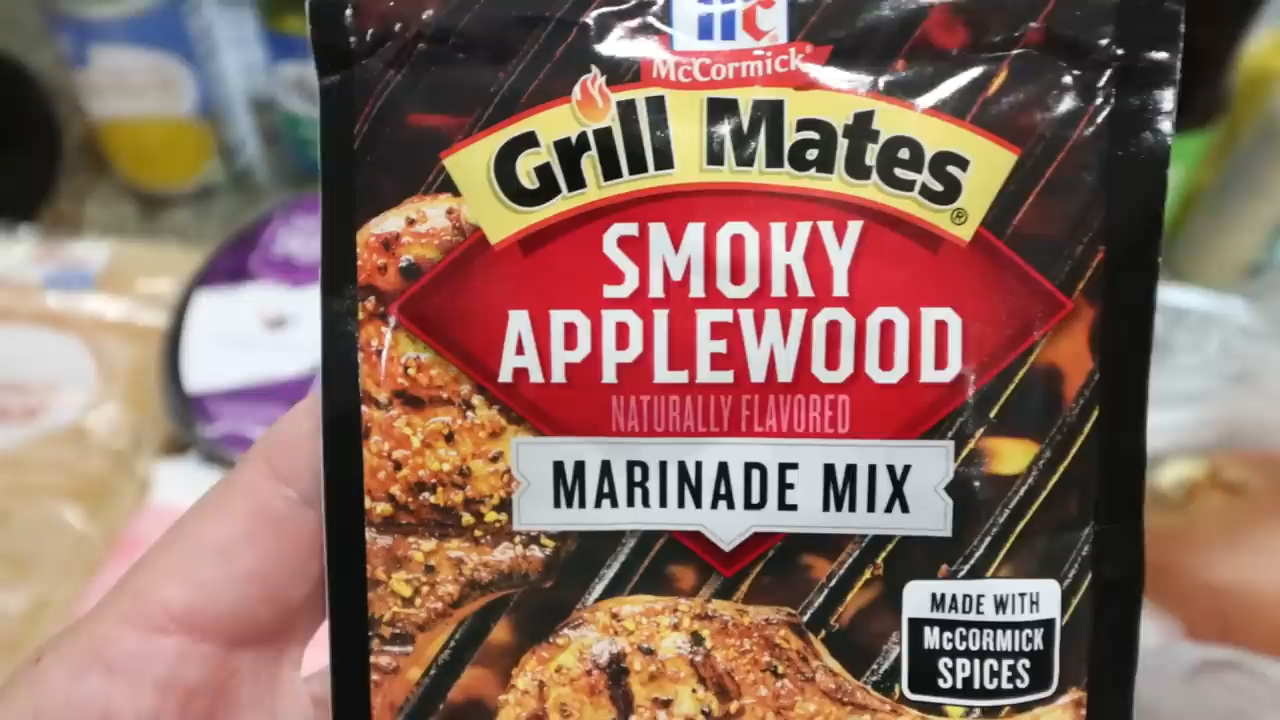 McCormick®
Grill Mates®
SMOKY
APPLEWOOD
NATURALLY FLAVORED
MARINADE MIX
MADE WITH
McCORMICK
SPICES